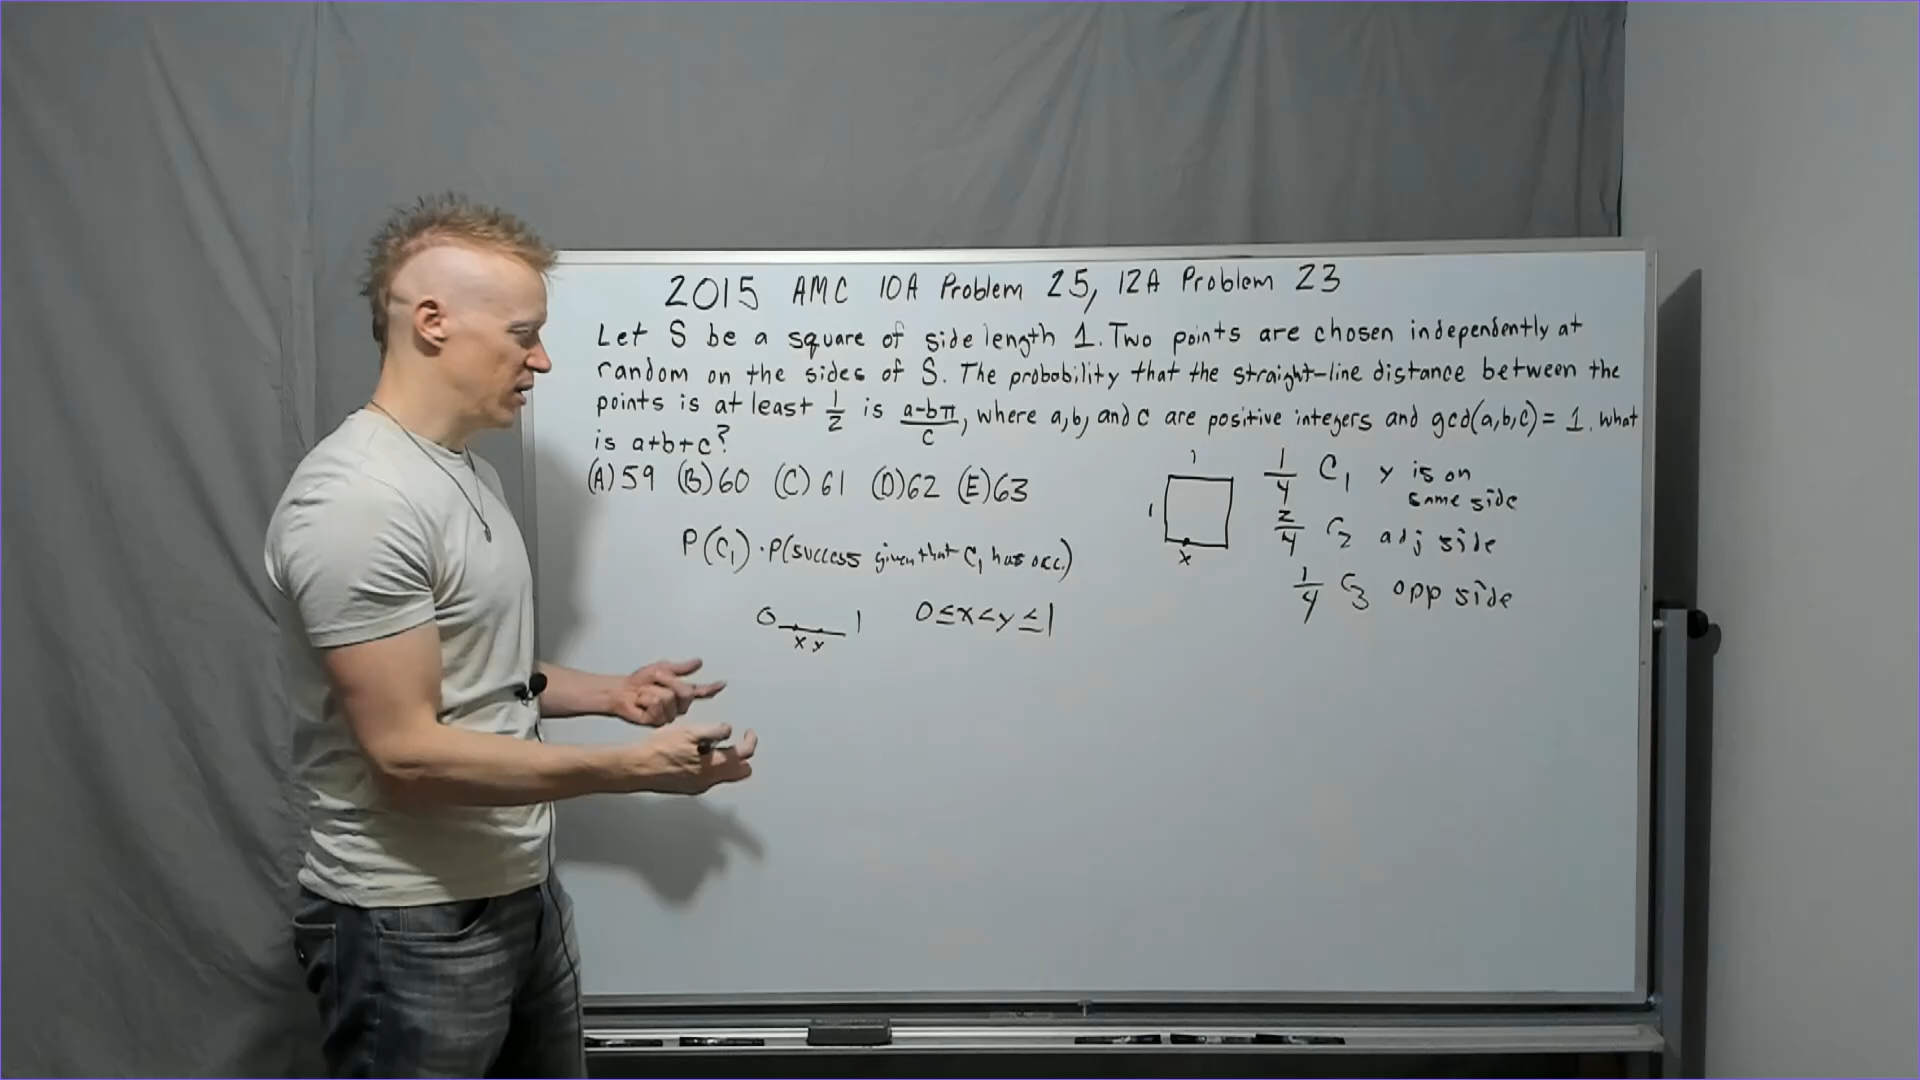 2015 AMC 10A Problem 25, 12A Problem 23
Let S be a square of side length 1. Two points are chosen independently at
random on the sides of S. The probability that the straight-line distance between the
points is at least 1/2 is (a-bπ)/c, where a, b, and c are positive integers and gcd(a,b,c)=1. What
is a+b+c?
(A) 59 (B) 60 (C) 61 (D) 62 (E) 63
1
1
x
1/4 C₁ y is on
same side
2/4 C₂ adj side
1/4 C₃ opp side
P(C₁)·P(success given that C₁ has occ.)
0 1 0≤x<y≤1
x y